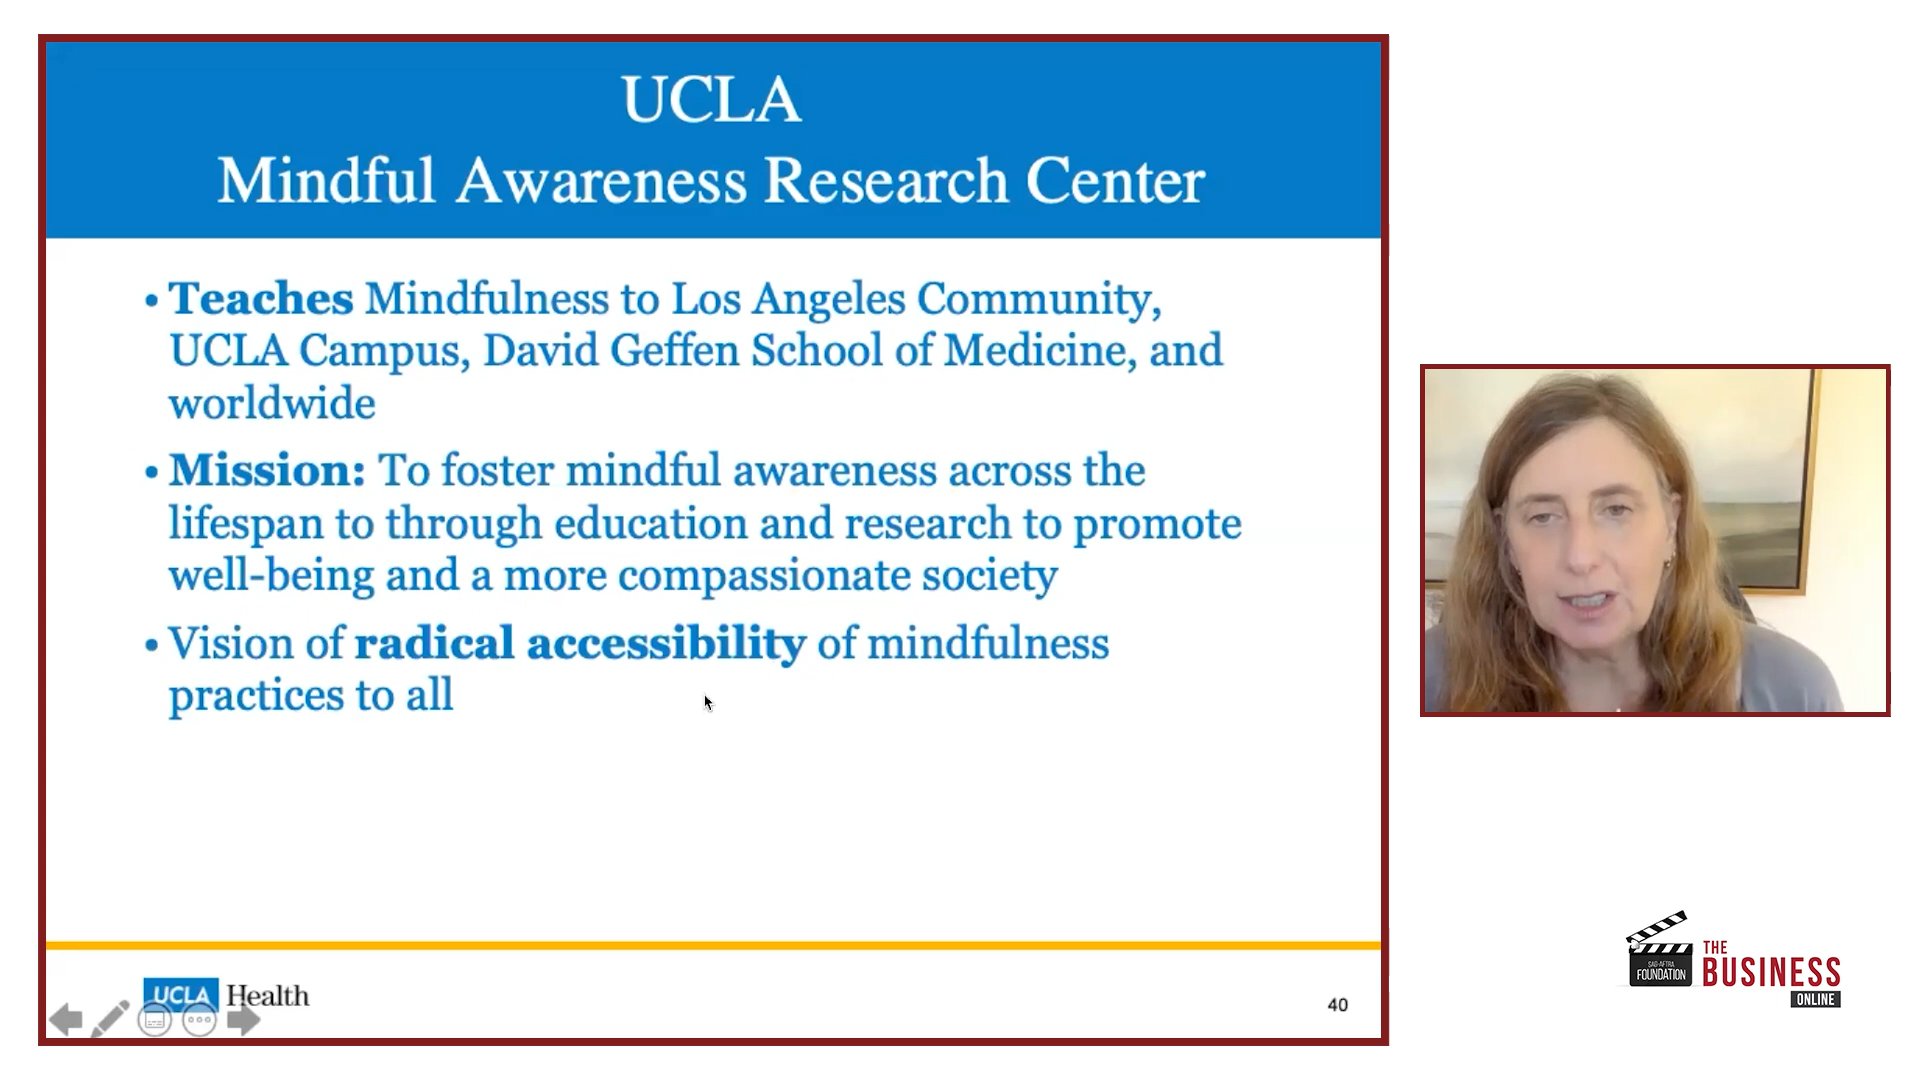 UCLA
Mindful Awareness Research Center
• Teaches Mindfulness to Los Angeles Community,
UCLA Campus, David Geffen School of Medicine, and
worldwide
• Mission: To foster mindful awareness across the
lifespan to through education and research to promote
well-being and a more compassionate society
• Vision of radical accessibility of mindfulness
practices to all
UCLA Health
40
SAG-AFTRA
FOUNDATION
THE
BUSINESS
ONLINE